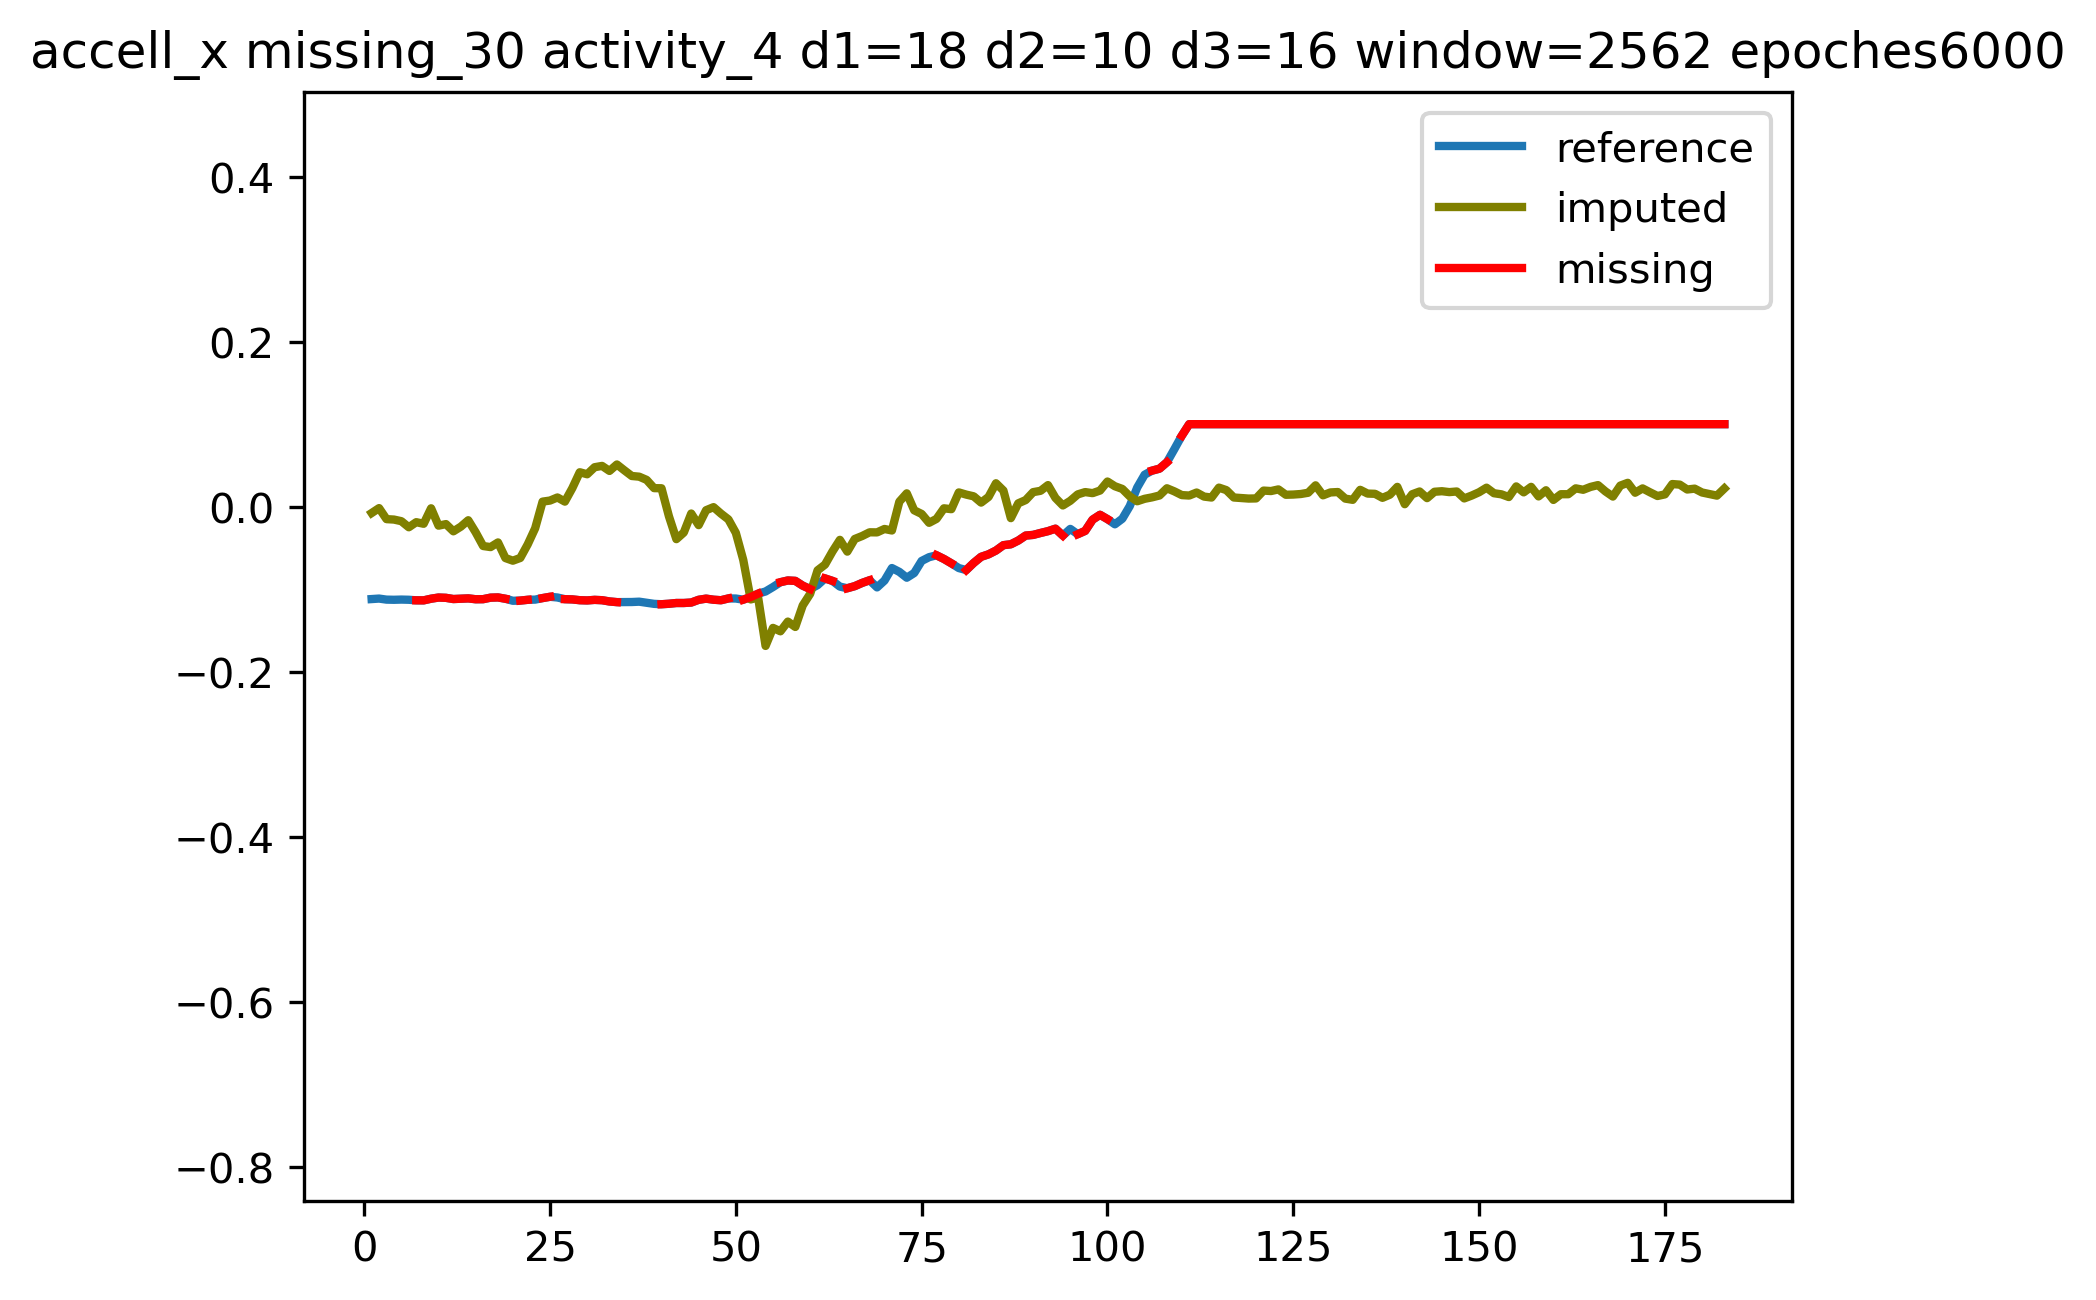 accell_x missing_30 activity_4 d1=18 d2=10 d3=16 window=2562 epoches6000
reference
imputed
missing
0.4
0.2
0.0
−0.2
−0.4
−0.6
−0.8
0 25 50 75 100 125 150 175